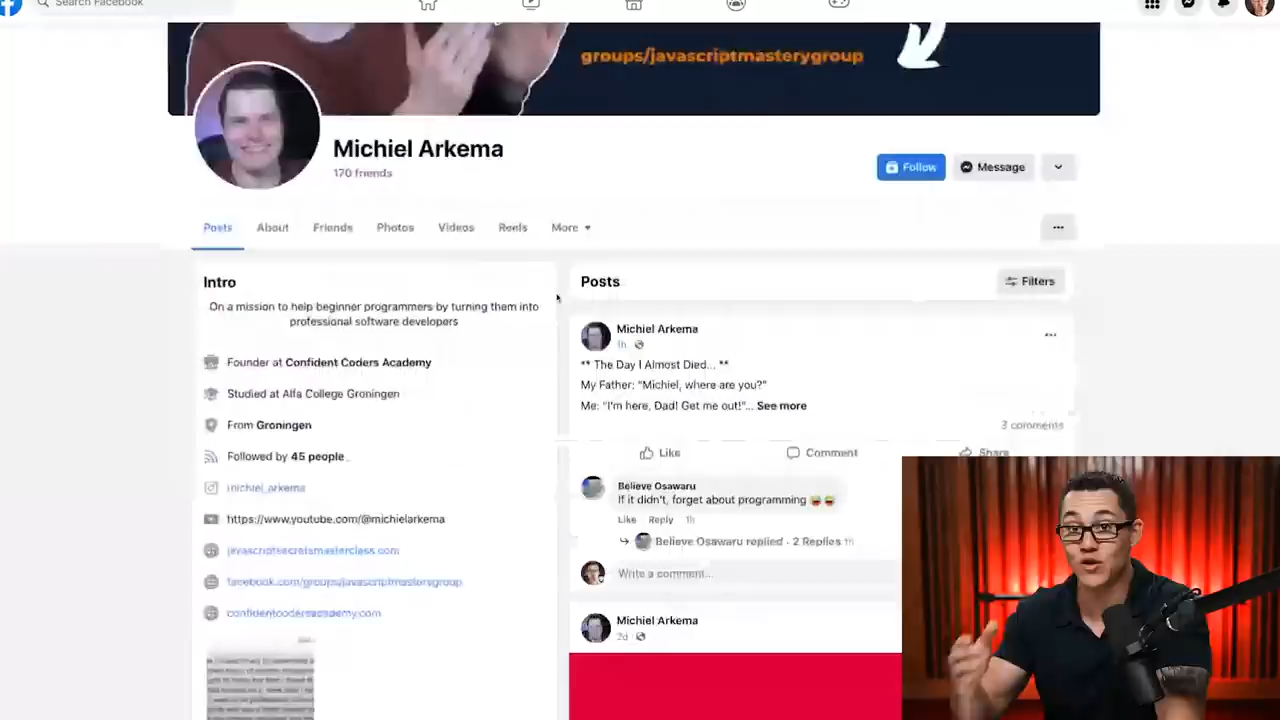 Search Facebook
groups/javascriptmasterygroup
Michiel Arkema
170 friends
Follow
Message
Posts
About
Friends
Photos
Videos
Reels
More
Intro
On a mission to help beginner programmers by turning them into
professional software developers
Founder at Confident Coders Academy
Studied at Alfa College Groningen
From Groningen
Followed by 45 people
michiel_arkema
https://www.youtube.com/@michielarkema
javascriptsecretsmasterclass.com
facebook.com/groups/javascriptmasterygroup
confidentcodersacademy.com
Posts
Filters
Michiel Arkema
1h
** The Day I Almost Died... **
My Father: "Michiel, where are you?"
Me: "I'm here, Dad! Get me out!"... See more
3 comments
Like
Comment
Share
Believe Osawaru
If it didn't, forget about programming 😆😆
Like Reply 1h
Believe Osawaru replied · 2 Replies 1h
Write a comment...
Michiel Arkema
2d